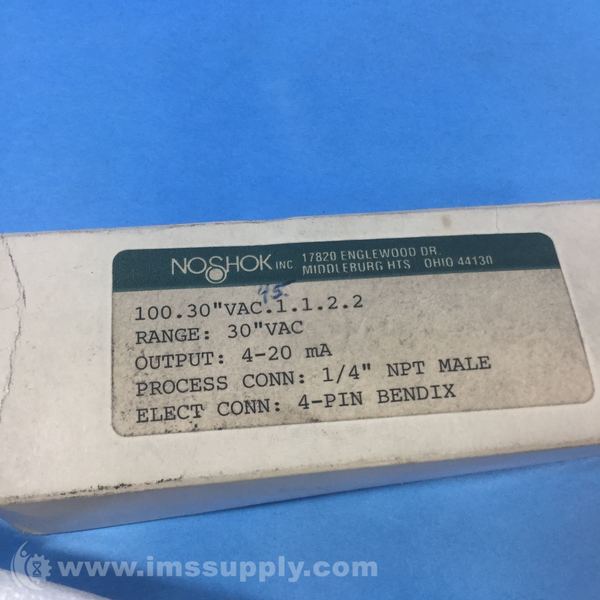 NOSHOK INC 17820 ENGLEWOOD DR.
MIDDLEBURG HTS OHIO 44130
45
100.30"VAC.1.1.2.2
RANGE: 30"VAC
OUTPUT: 4-20 mA
PROCESS CONN: 1/4" NPT MALE
ELECT CONN: 4-PIN BENDIX
www.imssupply.com